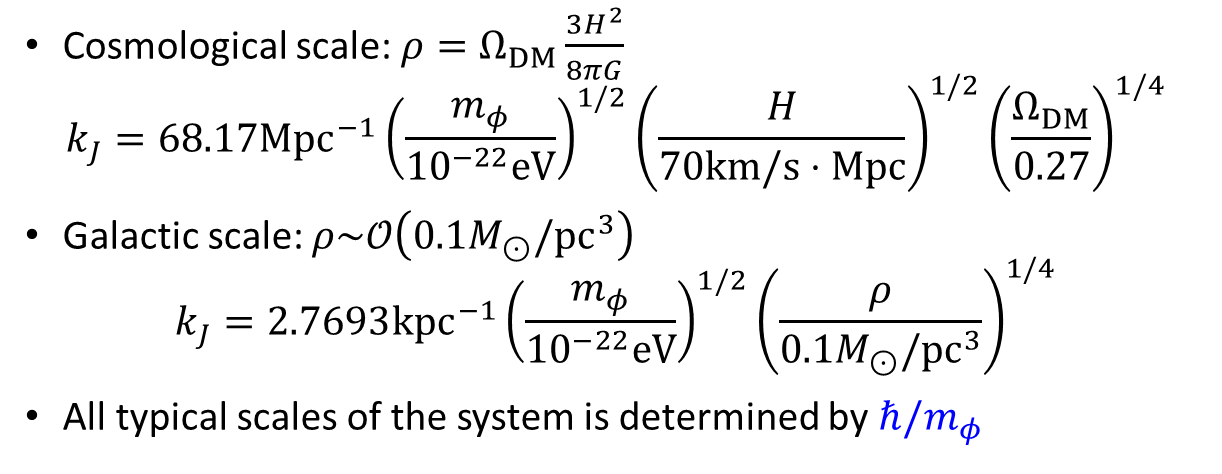 • Cosmological scale: ρ = Ω_DM 3H²/8πG
k_J = 68.17Mpc⁻¹ (m_ϕ/10⁻²²eV)^1/2 (H/70km/s · Mpc)^1/2 (Ω_DM/0.27)^1/4
• Galactic scale: ρ~𝒪(0.1M_⊙/pc³)
k_J = 2.7693kpc⁻¹ (m_ϕ/10⁻²²eV)^1/2 (ρ/0.1M_⊙/pc³)^1/4
• All typical scales of the system is determined by ℏ/m_ϕ